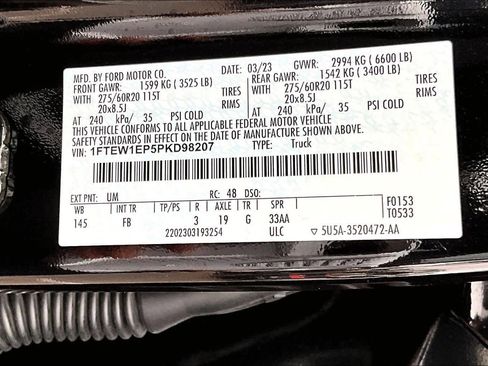 MFD. BY FORD MOTOR CO. 03/23 GVWR: 2994 KG ( 6600 LB)
FRONT GAWR: 1599 KG ( 3525 LB) REAR GAWR: 1542 KG ( 3400 LB)
WITH WITH
275/60R20 115T TIRES 275/60R20 115T TIRES
20x8.5J RIMS 20x8.5J RIMS
AT 240 kPa/ 35 PSI COLD AT 240 kPa/ 35 PSI COLD
THIS VEHICLE CONFORMS TO ALL APPLICABLE FEDERAL MOTOR VEHICLE
SAFETY STANDARDS IN EFFECT ON THE DATE OF MANUFACTURE SHOWN ABOVE.
VIN: 1FTEW1EP5PKD98207 TYPE: Truck
EXT PNT: UM RC: 48 DSO: F0153
WB INT TR TP/PS R AXLE TR SPR T0533
145 FB 3 19 G 33AA
2202303193254 ULC ▽ 5U5A-3520472-AA